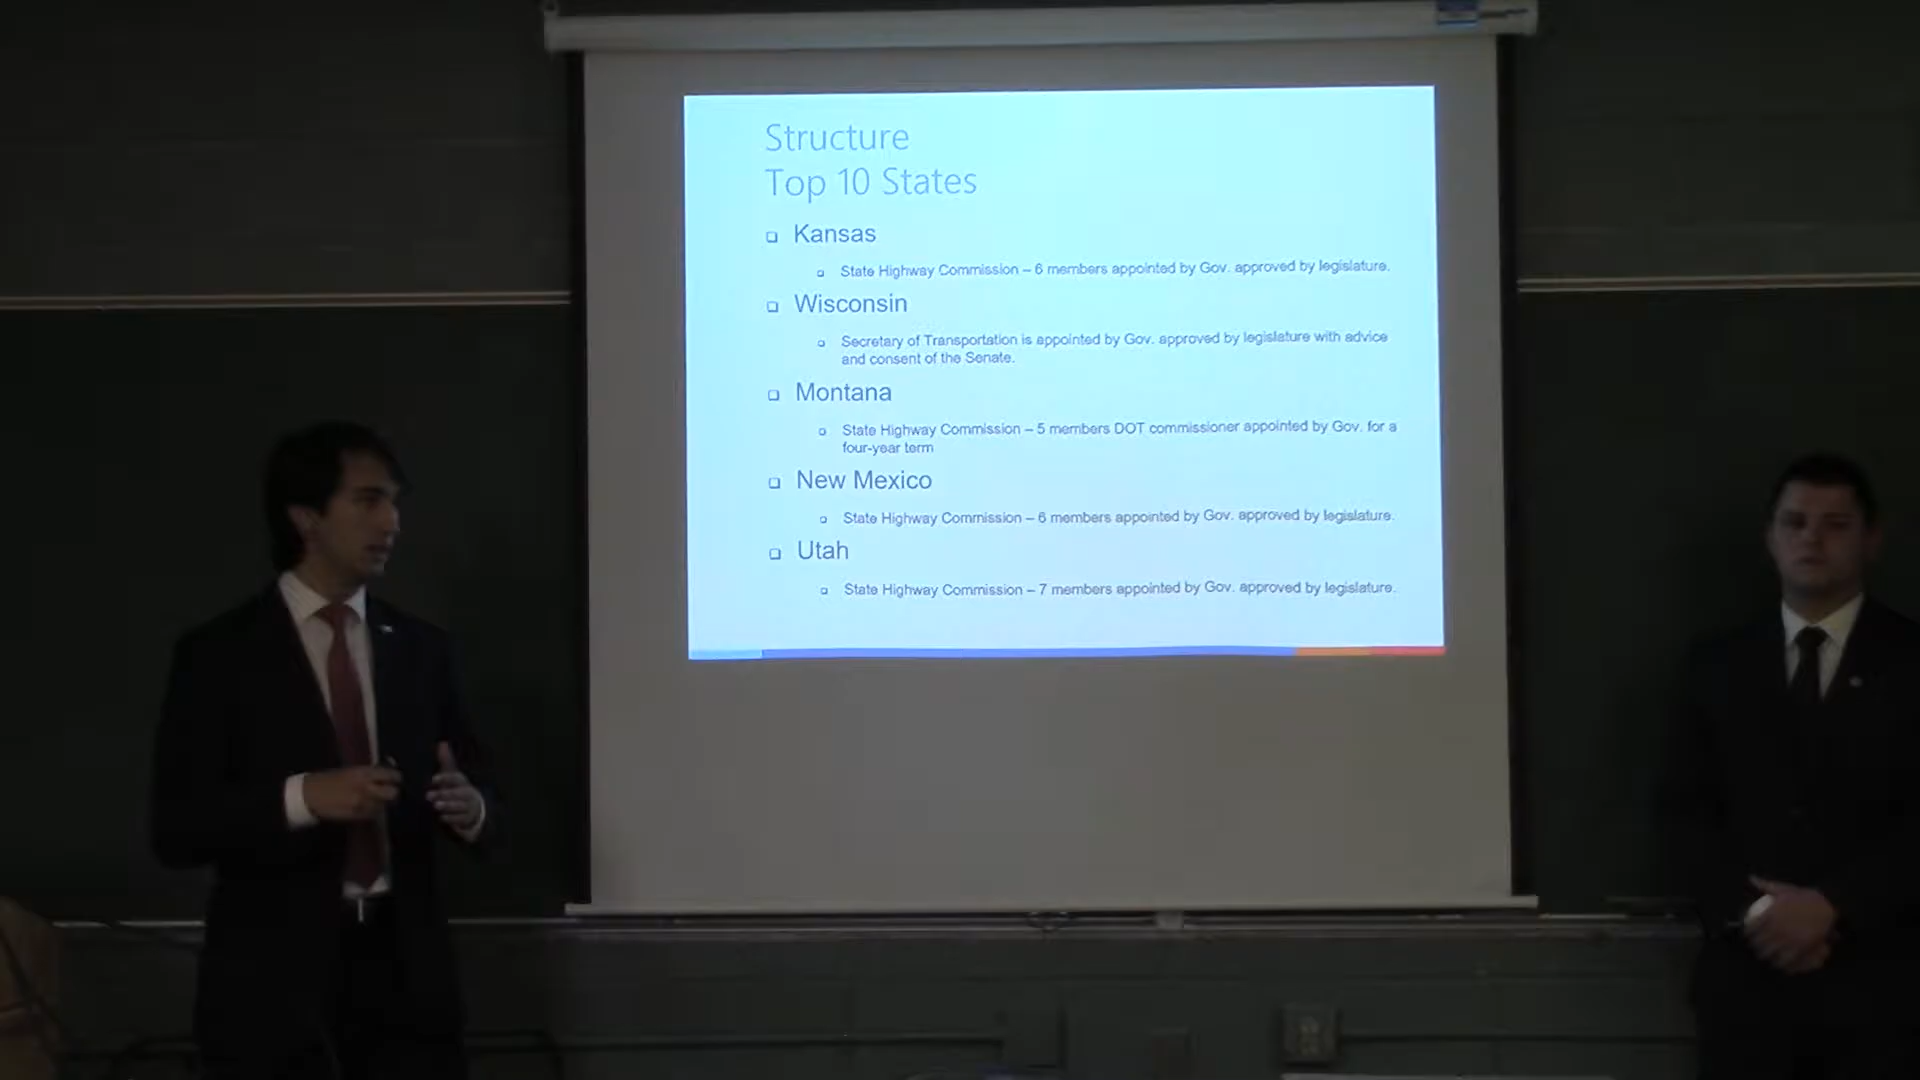 Structure
Top 10 States
Kansas
State Highway Commission – 6 members appointed by Gov. approved by legislature.
Wisconsin
Secretary of Transportation is appointed by Gov. approved by legislature with advice
and consent of the Senate.
Montana
State Highway Commission – 5 members DOT commissioner appointed by Gov. for a
four-year term
New Mexico
State Highway Commission – 6 members appointed by Gov. approved by legislature.
Utah
State Highway Commission – 7 members appointed by Gov. approved by legislature.